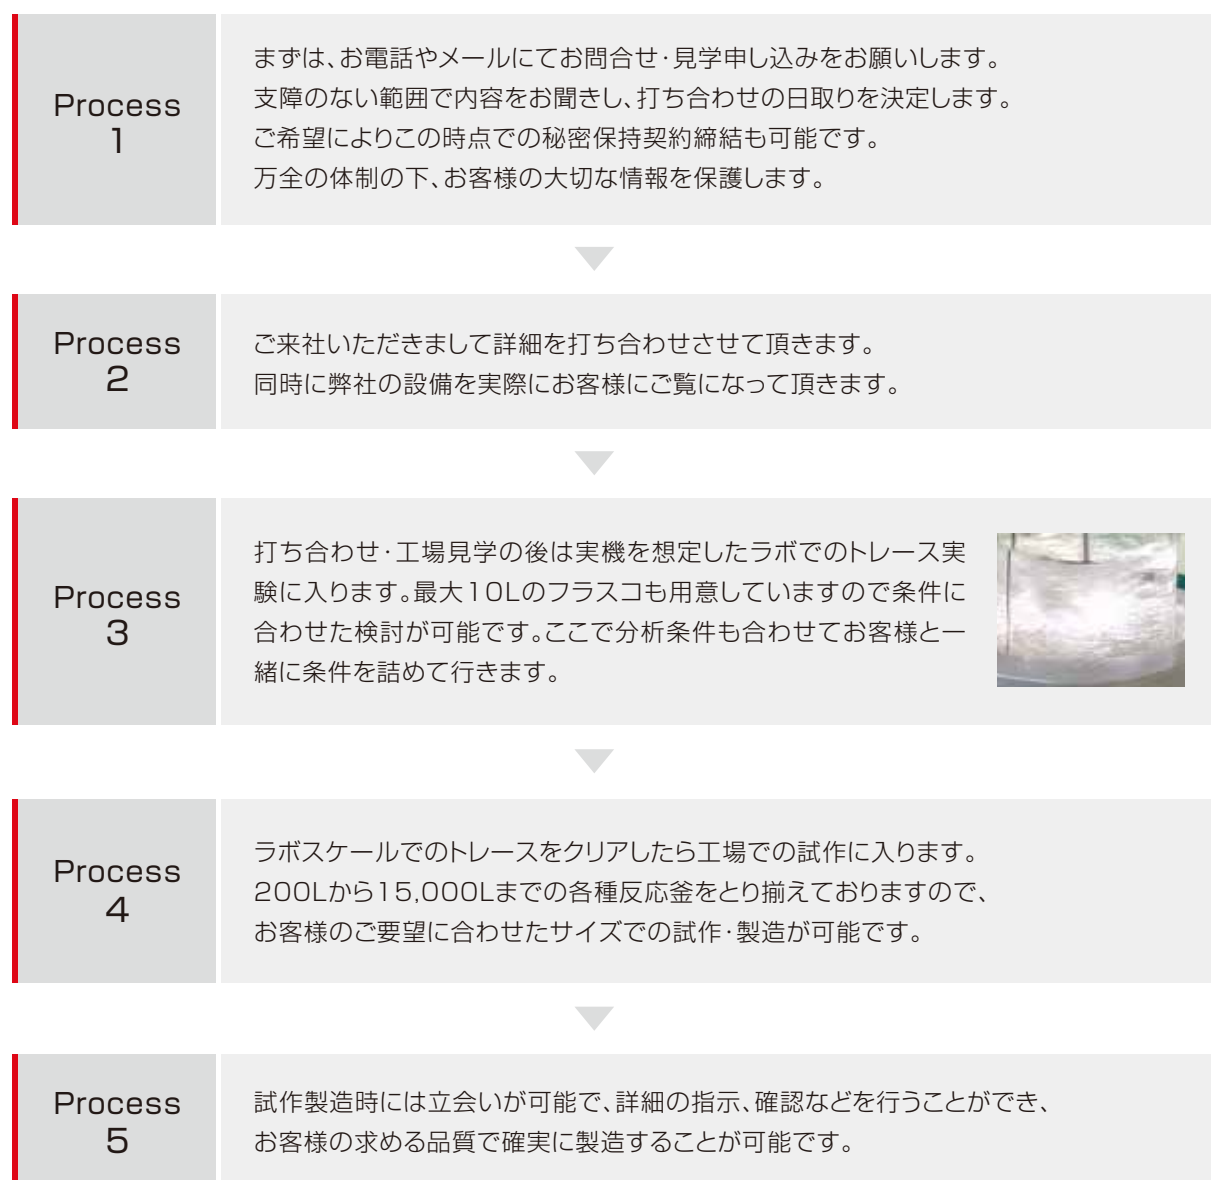 Process
1
まずは、お電話やメールにてお問合せ･見学申し込みをお願いします。
支障のない範囲で内容をお聞きし、打ち合わせの日取りを決定します。
ご希望によりこの時点での秘密保持契約締結も可能です。
万全の体制の下、お客様の大切な情報を保護します。
Process
2
ご来社いただきまして詳細を打ち合わせさせて頂きます。
同時に弊社の設備を実際にお客様にご覧になって頂きます。
Process
3
打ち合わせ･工場見学の後は実機を想定したラボでのトレース実
験に入ります。最大10Lのフラスコも用意していますので条件に
合わせた検討が可能です。ここで分析条件も合わせてお客様と一
緒に条件を詰めて行きます。
Process
4
ラボスケールでのトレースをクリアしたら工場での試作に入ります。
200Lから15,000Lまでの各種反応釜をとり揃えておりますので、
お客様のご要望に合わせたサイズでの試作･製造が可能です。
Process
5
試作製造時には立会いが可能で、詳細の指示、確認などを行うことができ、
お客様の求める品質で確実に製造することが可能です。